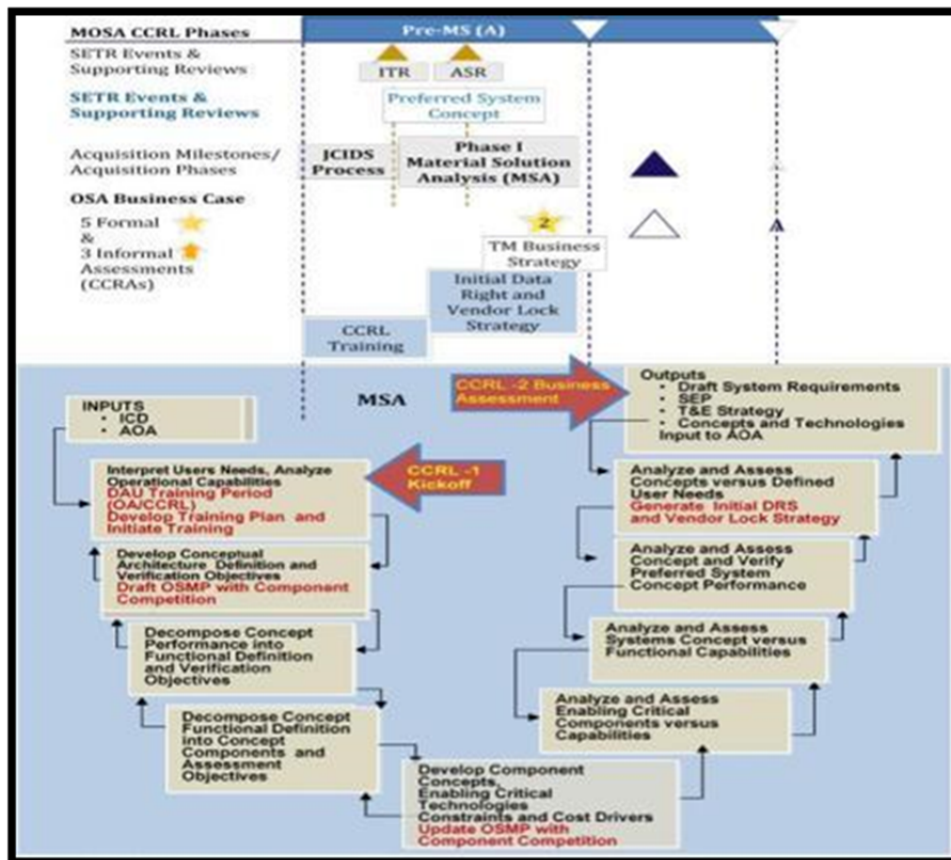 MOSA CCRL Phases
Pre-MS (A)
SETR Events &
Supporting Reviews
ITR
ASR
SETR Events &
Supporting Reviews
Preferred System
Concept
Acquisition Milestones/
Acquisition Phases
JCIDS
Process
Phase I
Material Solution
Analysis (MSA)
OSA Business Case
5 Formal
&
3 Informal
Assessments
(CCRAs)
2
A
TM Business
Strategy
Initial Data
Right and
Vendor Lock
Strategy
CCRL
Training
MSA
CCRL -2 Business
Assessment
Outputs
• Draft System Requirements
• SEP
• T&E Strategy
• Concepts and Technologies
Input to AOA
INPUTS
• ICD
• AOA
CCRL -1
Kickoff
Interpret Users Needs, Analyze
Operational Capabilities
DAU Training Period
(OA/CCRL)
Develop Training Plan and
Initiate Training
Develop Conceptual
Architecture Definition and
Verification Objectives
Draft OSMP with Component
Competition
Decompose Concept
Performance into
Functional Definition
and Verification
Objectives
Decompose Concept
Functional Definition
into Concept
Components and
Assessment
Objectives
Develop Component
Concepts,
Enabling Critical
Technologies
Constraints and Cost Drivers
Update OSMP with
Component Competition
Analyze and Assess
Enabling Critical
Components versus
Capabilities
Analyze and Assess
Systems Concept versus
Functional Capabilities
Analyze and Assess
Concept and Verify
Preferred System
Concept Performance
Analyze and Assess
Concepts versus Defined
User Needs
Generate Initial DRS
and Vendor Lock Strategy